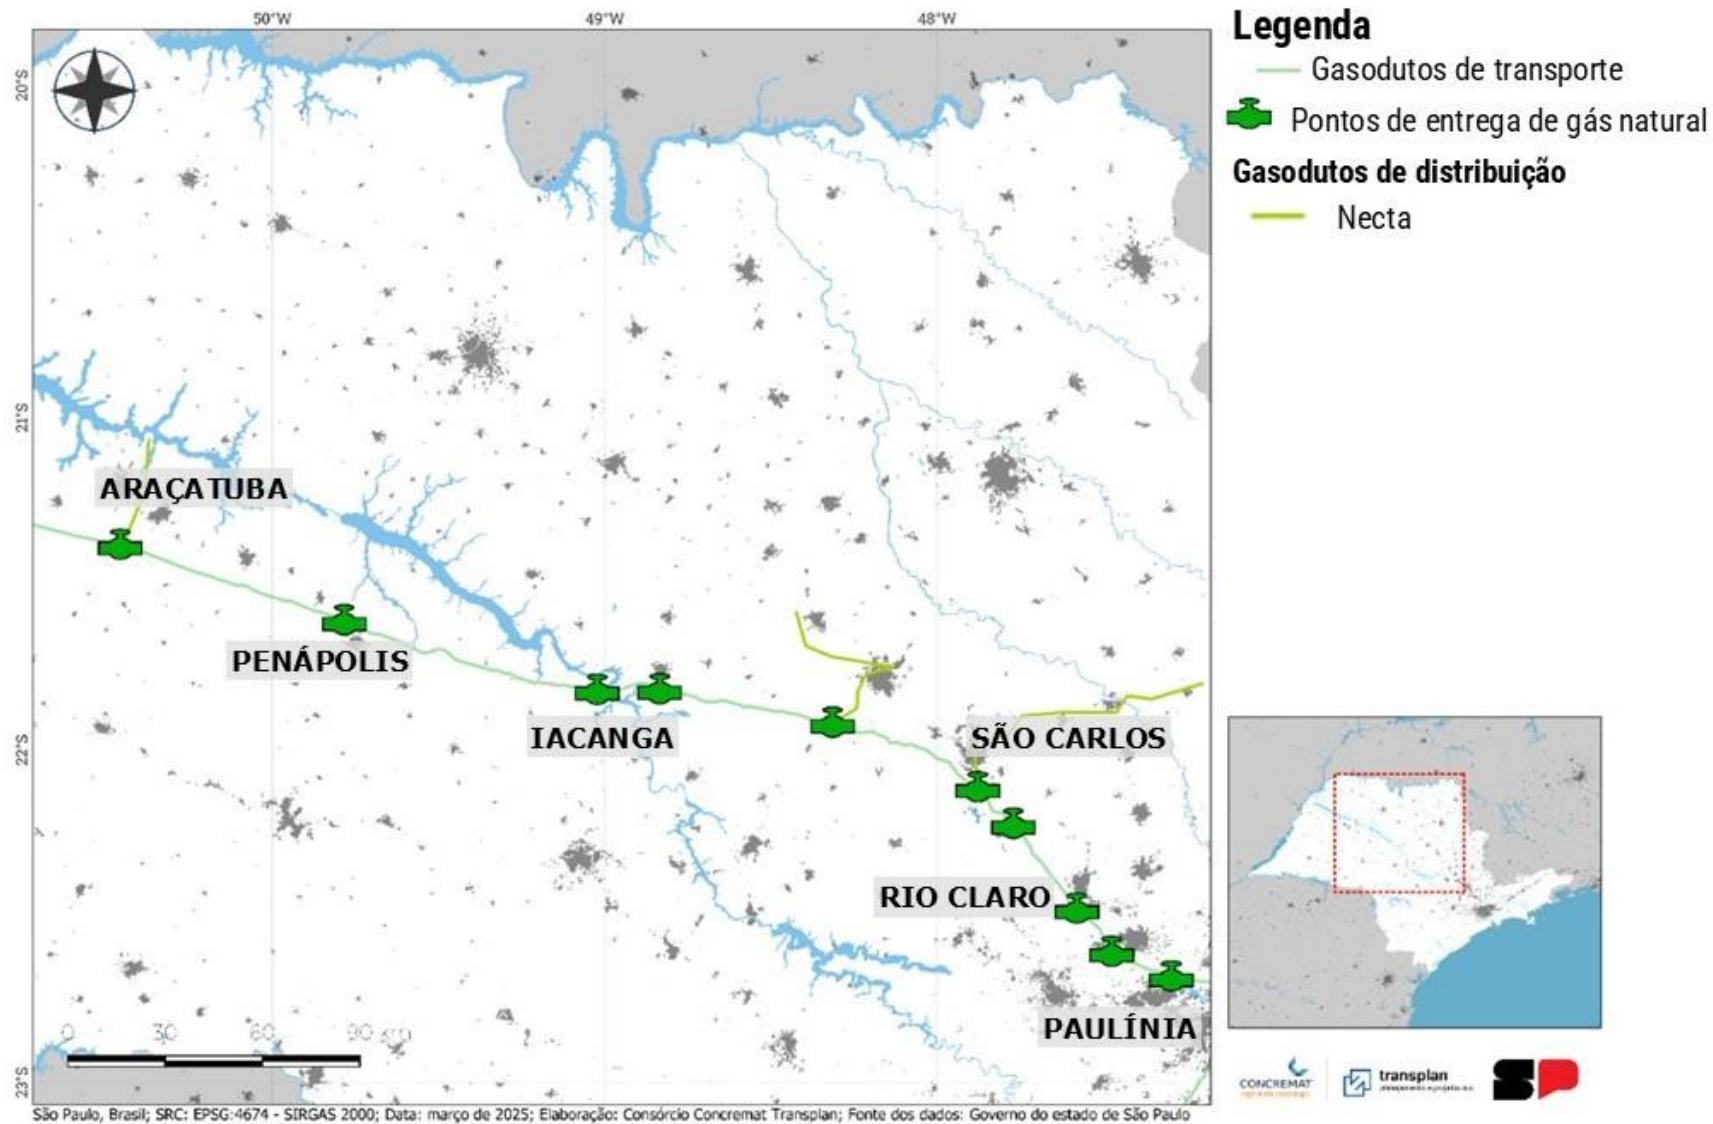 50°W 49°W 48°W
Legenda
Gasodutos de transporte
Pontos de entrega de gás natural
Gasodutos de distribuição
Necta
20°S
21°S
22°S
23°S
ARAÇATUBA
PENÁPOLIS
IACANGA
SÃO CARLOS
RIO CLARO
PAULÍNIA
0 30 60 90 km
CONCREMAT
transplan
SP
São Paulo, Brasil; SRC: EPSG:4674 - SIRGAS 2000; Data: março de 2025; Elaboração: Consórcio Concremat Transplan; Fonte dos dados: Governo do estado de São Paulo